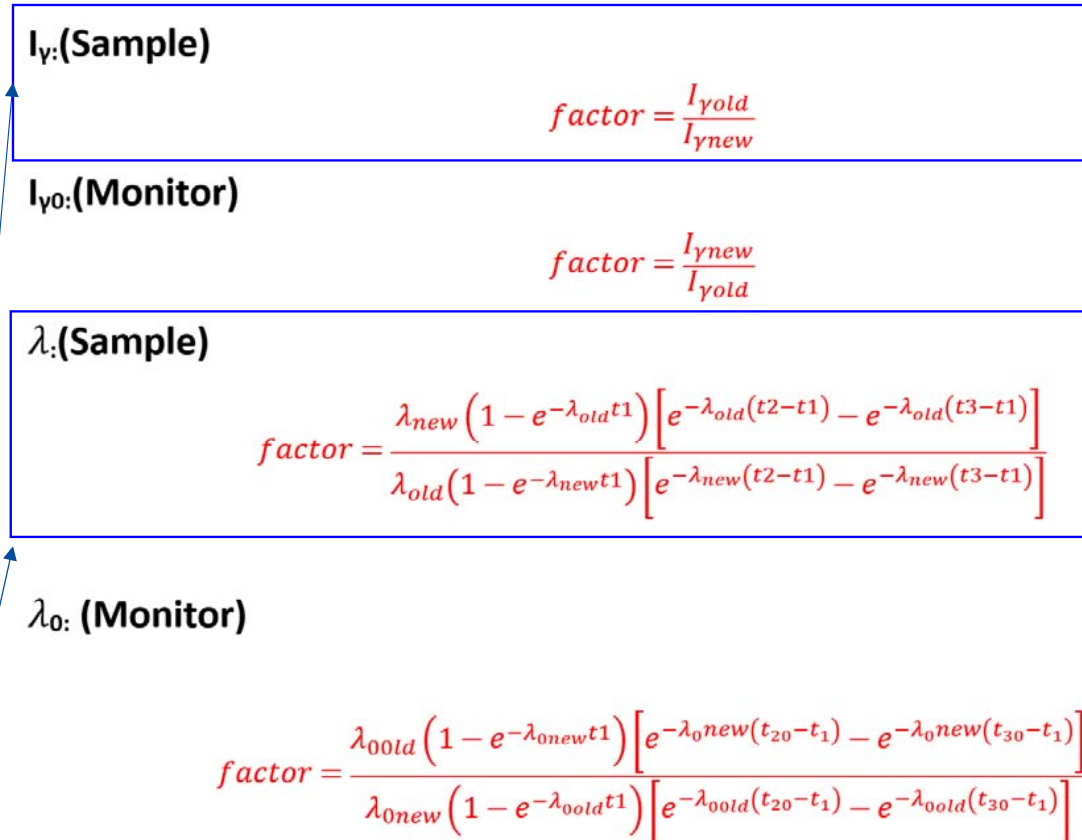 Iγ:(Sample)
factor = Iγold / Iγnew
Iγ0:(Monitor)
factor = Iγnew / Iγold
λ:(Sample)
factor = λnew (1 − e^−λold t1) [e^−λold(t2−t1) − e^−λold(t3−t1)] / λold(1 − e^−λnew t1) [e^−λnew(t2−t1) − e^−λnew(t3−t1)]
λ0: (Monitor)
factor = λ00ld (1 − e^−λ0new t1) [e^−λ0new(t20−t1) − e^−λ0new(t30−t1)] / λ0new (1 − e^−λ0old t1) [e^−λ00ld(t20−t1) − e^−λ0old(t30−t1)]